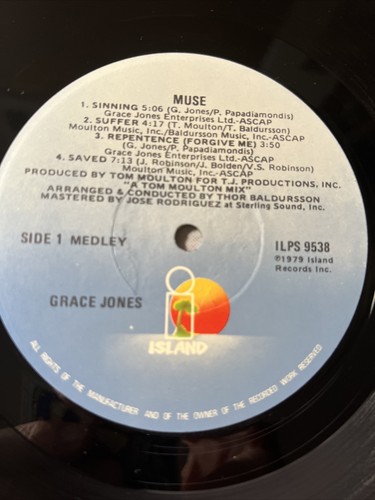 MUSE
1. SINNING 5:06 (G. Jones/P. Papadiamondis)
Grace Jones Enterprises Ltd.-ASCAP
2. SUFFER 4:17 (T. Moulton/T. Baldursson)
Moulton Music, Inc./Baldursson Music, Inc.-ASCAP
3. REPENTENCE (FORGIVE ME) 3:50
(G. Jones/P. Papadiamondis)
Grace Jones Enterprises Ltd.-ASCAP
4. SAVED 7:13 (J. Robinson/J. Bolden/V.S. Robinson)
Moulton Music, Inc.-ASCAP
PRODUCED BY TOM MOULTON FOR T.J. PRODUCTIONS, INC.
"A TOM MOULTON MIX"
ARRANGED & CONDUCTED BY THOR BALDURSSON
MASTERED BY JOSE RODRIGUEZ at Sterling Sound, Inc.
SIDE 1 MEDLEY
ILPS 9538
℗1979 Island
Records Inc.
GRACE JONES
i
ISLAND
ALL RIGHTS OF THE MANUFACTURER AND OF THE OWNER OF THE RECORDED WORK RESERVED